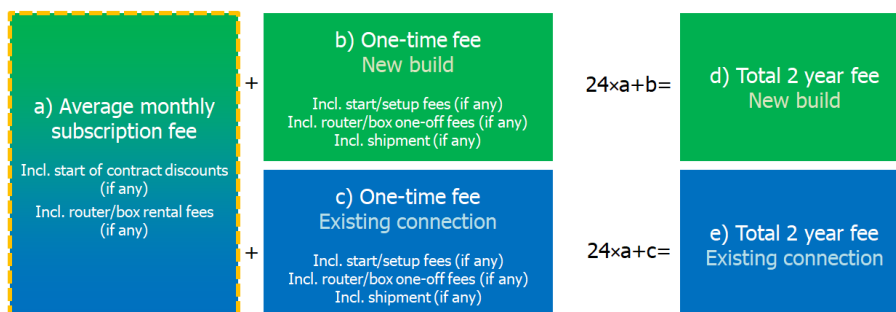 a) Average monthly
subscription fee
Incl. start of contract discounts
(if any)
Incl. router/box rental fees
(if any)
+
b) One-time fee
New build
Incl. start/setup fees (if any)
Incl. router/box one-off fees (if any)
Incl. shipment (if any)
24×a+b=
d) Total 2 year fee
New build
+
c) One-time fee
Existing connection
Incl. start/setup fees (if any)
Incl. router/box one-off fees (if any)
Incl. shipment (if any)
24×a+c=
e) Total 2 year fee
Existing connection